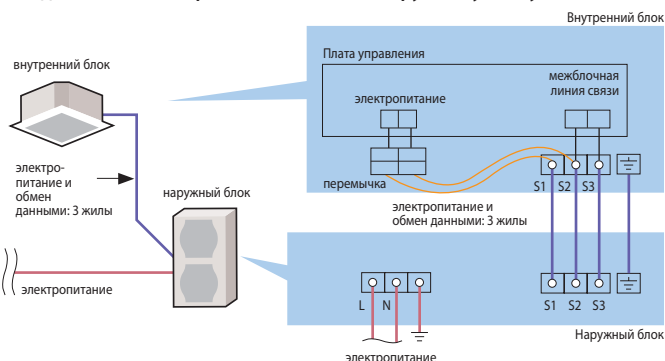 Внутренний блок
Плата управления
внутренний блок
межблочная
линия связи
электропитание
электро-
питание и
обмен
данными: 3 жилы
наружный блок
перемычка
S1 S2 S3
электропитание и
обмен данными: 3 жилы
электропитание
L N
S1 S2 S3
Наружный блок
электропитание